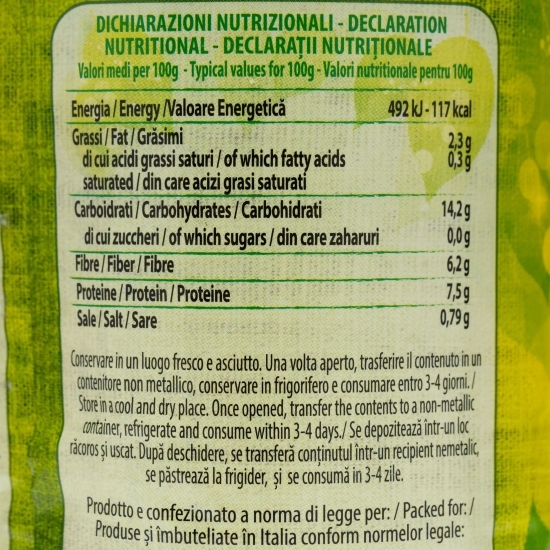 DICHIARAZIONI NUTRIZIONALI - DECLARATION
NUTRITIONAL - DECLARAȚII NUTRIȚIONALE
Valori medi per 100g - Typical values for 100g - Valori nutritionale pentru 100g
Energia / Energy /Valoare Energetică 492 kJ - 117 kcal
Grassi / Fat / Grăsimi 2,3 g
di cui acidi grassi saturi / of which fatty acids 0,3 g
saturated / din care acizi grasi saturati
Carboidrati / Carbohydrates / Carbohidrati 14,2 g
di cui zuccheri / of which sugars / din care zaharuri 0,0 g
Fibre / Fiber / Fibre 6,2 g
Proteine / Protein / Proteine 7,5 g
Sale / Salt / Sare 0,79 g
Conservare in un luogo fresco e asciutto. Una volta aperto, trasferire il contenuto in un
contenitore non metallico, conservare in frigorifero e consumare entro 3-4 giorni. /
Store in a cool and dry place. Once opened, transfer the contents to a non-metallic
container, refrigerate and consume within 3-4 days./ Se depozitează într-un loc
răcoros și uscat. După deschidere, se transferă conținutul într-un recipient nemetalic,
se păstrează la frigider, și se consumă in 3-4 zile.
Prodotto e confezionato a norma di legge per: / Packed for: /
Produse și îmbuteliate în Italia conform normelor legale: